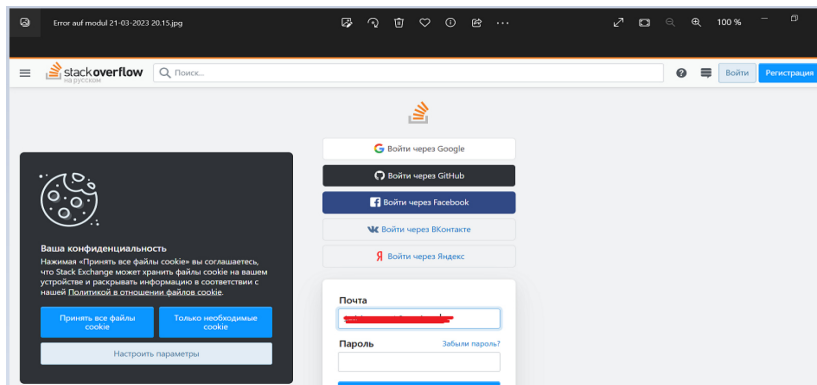 Error auf modul 21-03-2023 20.15.jpg
100 %
stackoverflow
на русском
Поиск...
Войти
Регистрация
Войти через Google
Войти через GitHub
Войти через Facebook
Войти через ВКонтакте
Войти через Яндекс
Ваша конфиденциальность
Нажимая «Принять все файлы cookie» вы соглашаетесь,
что Stack Exchange может хранить файлы cookie на вашем
устройстве и раскрывать информацию в соответствии с
нашей Политикой в отношении файлов cookie.
Принять все файлы
cookie
Только необходимые
cookie
Настроить параметры
Почта
Пароль
Забыли пароль?